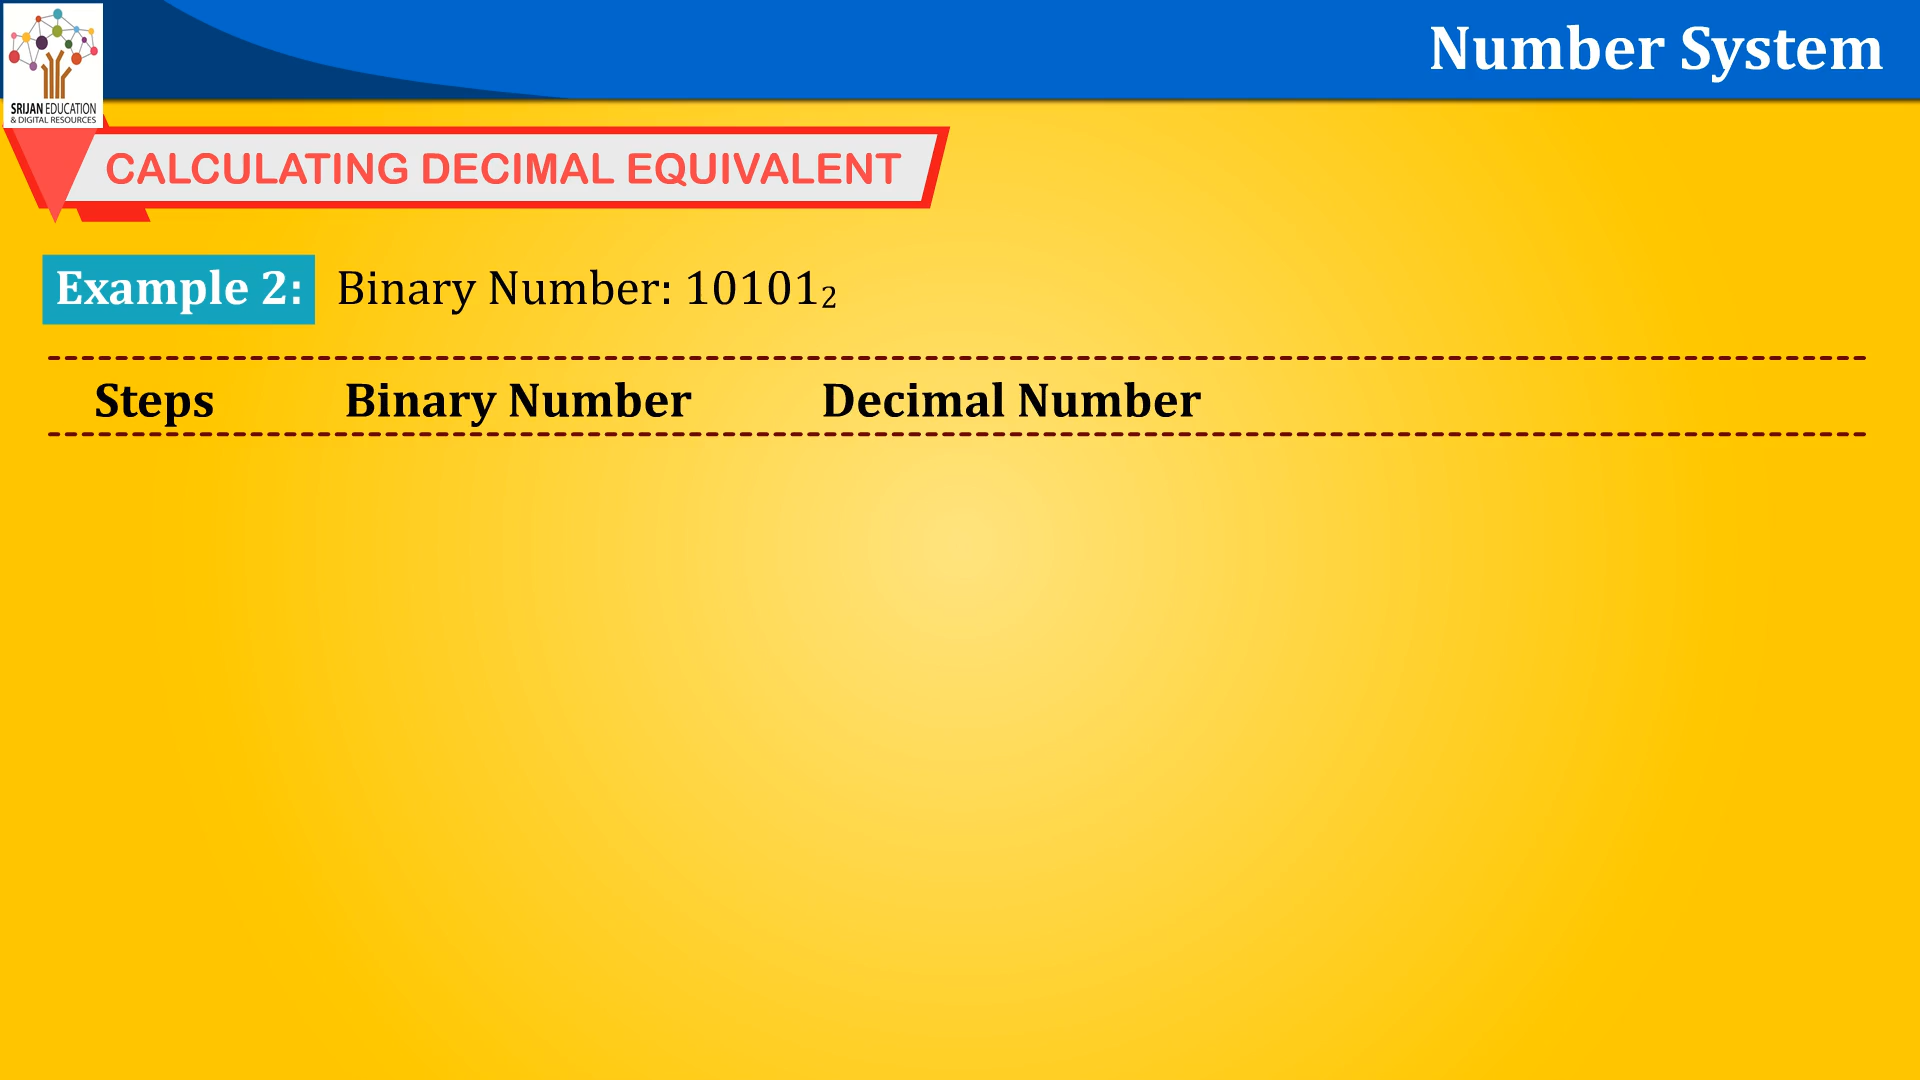 Number System
SRIJAN EDUCATION
& DIGITAL RESOURCES
CALCULATING DECIMAL EQUIVALENT
Example 2: Binary Number: 10101₂
Steps Binary Number Decimal Number